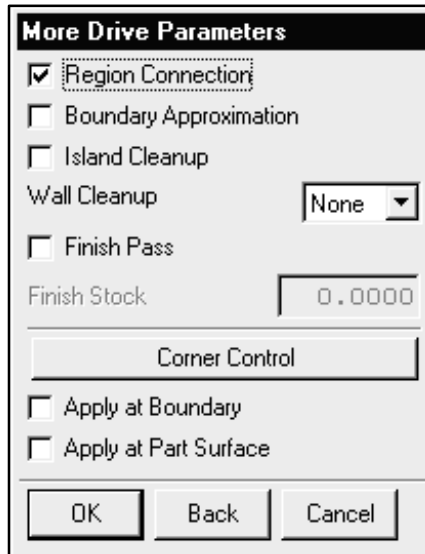 More Drive Parameters
Region Connection
Boundary Approximation
Island Cleanup
Wall Cleanup None
Finish Pass
Finish Stock 0.0000
Corner Control
Apply at Boundary
Apply at Part Surface
OK Back Cancel